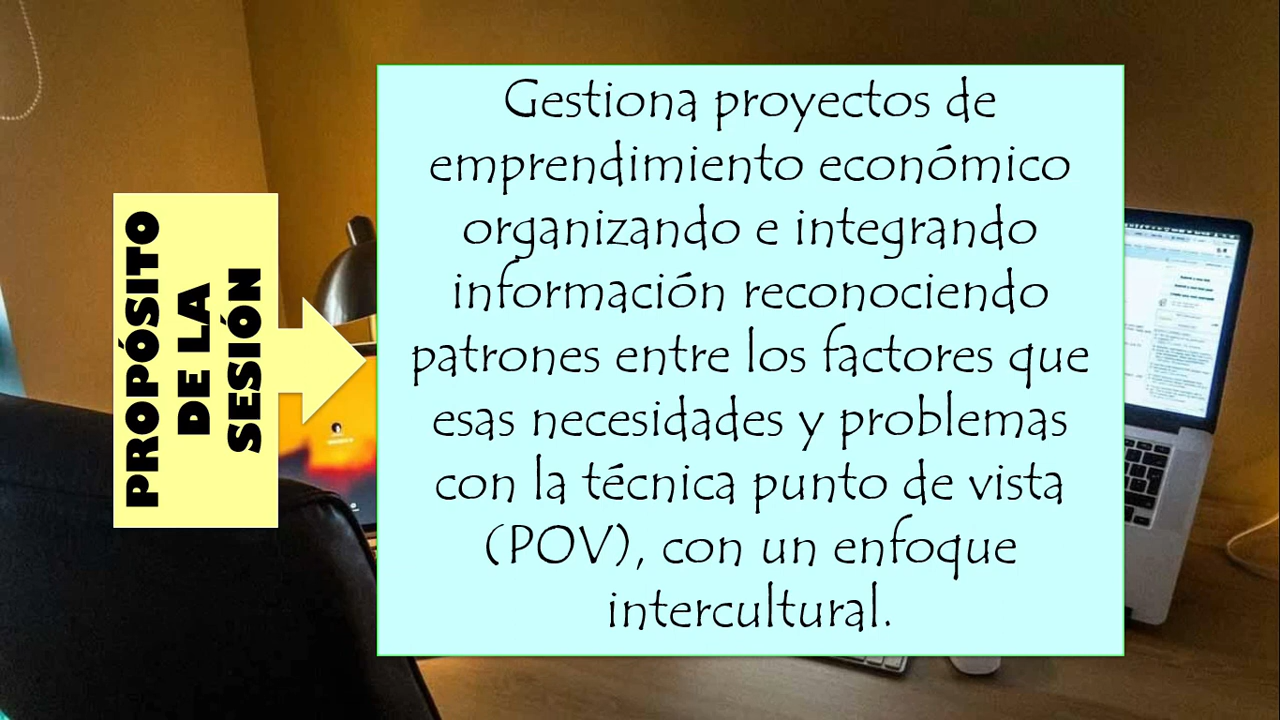 PROPÓSITO
DE LA
SESIÓN
Gestiona proyectos de
emprendimiento económico
organizando e integrando
información reconociendo
patrones entre los factores que
esas necesidades y problemas
con la técnica punto de vista
(POV), con un enfoque
intercultural.